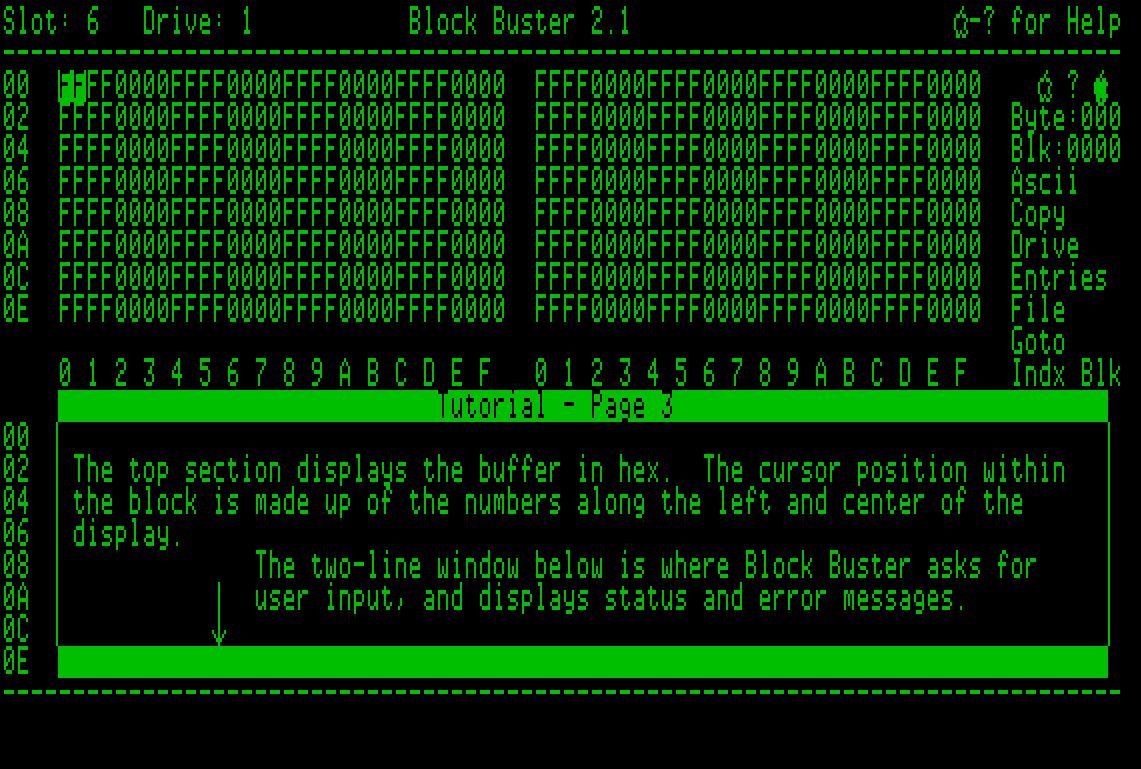 Slot: 6 Drive: 1 Block Buster 2.1 -? for Help
00 FFFF0000FFFF0000FFFF0000FFFF0000 FFFF0000FFFF0000FFFF0000FFFF0000 ?
02 FFFF0000FFFF0000FFFF0000FFFF0000 FFFF0000FFFF0000FFFF0000FFFF0000 Byte:000
04 FFFF0000FFFF0000FFFF0000FFFF0000 FFFF0000FFFF0000FFFF0000FFFF0000 Blk:0000
06 FFFF0000FFFF0000FFFF0000FFFF0000 FFFF0000FFFF0000FFFF0000FFFF0000 Ascii
08 FFFF0000FFFF0000FFFF0000FFFF0000 FFFF0000FFFF0000FFFF0000FFFF0000 Copy
0A FFFF0000FFFF0000FFFF0000FFFF0000 FFFF0000FFFF0000FFFF0000FFFF0000 Drive
0C FFFF0000FFFF0000FFFF0000FFFF0000 FFFF0000FFFF0000FFFF0000FFFF0000 Entries
0E FFFF0000FFFF0000FFFF0000FFFF0000 FFFF0000FFFF0000FFFF0000FFFF0000 File
Goto
0 1 2 3 4 5 6 7 8 9 A B C D E F 0 1 2 3 4 5 6 7 8 9 A B C D E F Indx Blk
Tutorial - Page 3
00
02 The top section displays the buffer in hex. The cursor position within
04 the block is made up of the numbers along the left and center of the
06 display.
08 The two-line window below is where Block Buster asks for
0A user input, and displays status and error messages.
0C
0E